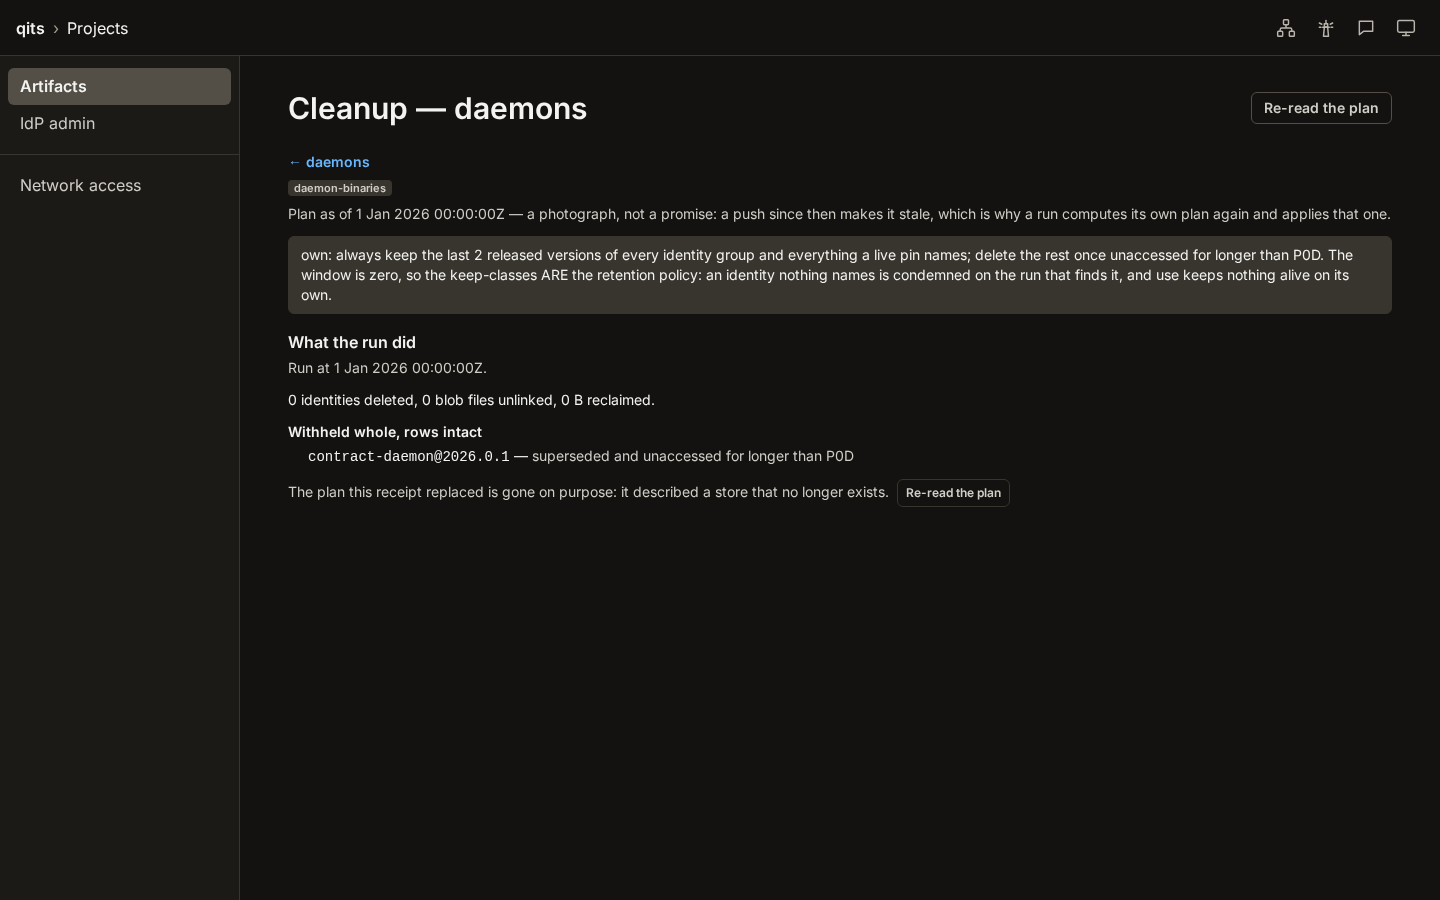 qits › Projects
Artifacts
IdP admin
Network access
Cleanup — daemons
Re-read the plan
← daemons
daemon-binaries
Plan as of 1 Jan 2026 00:00:00Z — a photograph, not a promise: a push since then makes it stale, which is why a run computes its own plan again and applies that one.
own: always keep the last 2 released versions of every identity group and everything a live pin names; delete the rest once unaccessed for longer than P0D. The
window is zero, so the keep-classes ARE the retention policy: an identity nothing names is condemned on the run that finds it, and use keeps nothing alive on its
own.
What the run did
Run at 1 Jan 2026 00:00:00Z.
0 identities deleted, 0 blob files unlinked, 0 B reclaimed.
Withheld whole, rows intact
contract-daemon@2026.0.1 — superseded and unaccessed for longer than P0D
The plan this receipt replaced is gone on purpose: it described a store that no longer exists. Re-read the plan